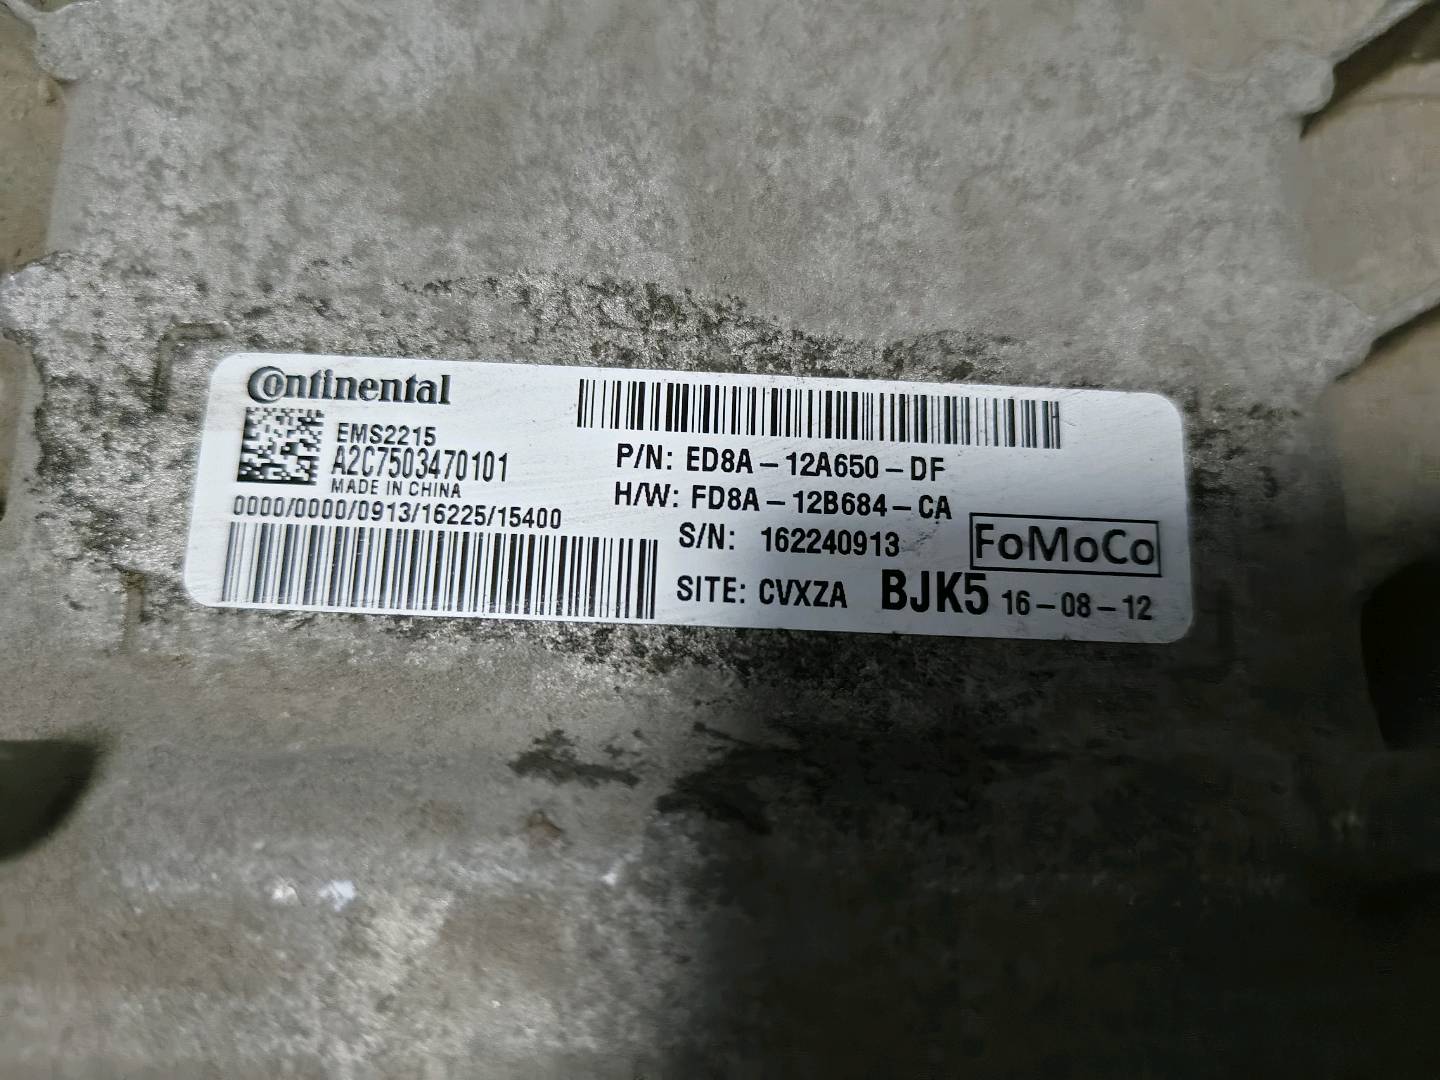 Continental
EMS2215
A2C7503470101
MADE IN CHINA
0000/0000/0913/16225/15400
P/N: ED8A-12A650-DF
H/W: FD8A-12B684-CA
S/N: 162240913
FoMoCo
SITE: CVXZA BJK5 16-08-12